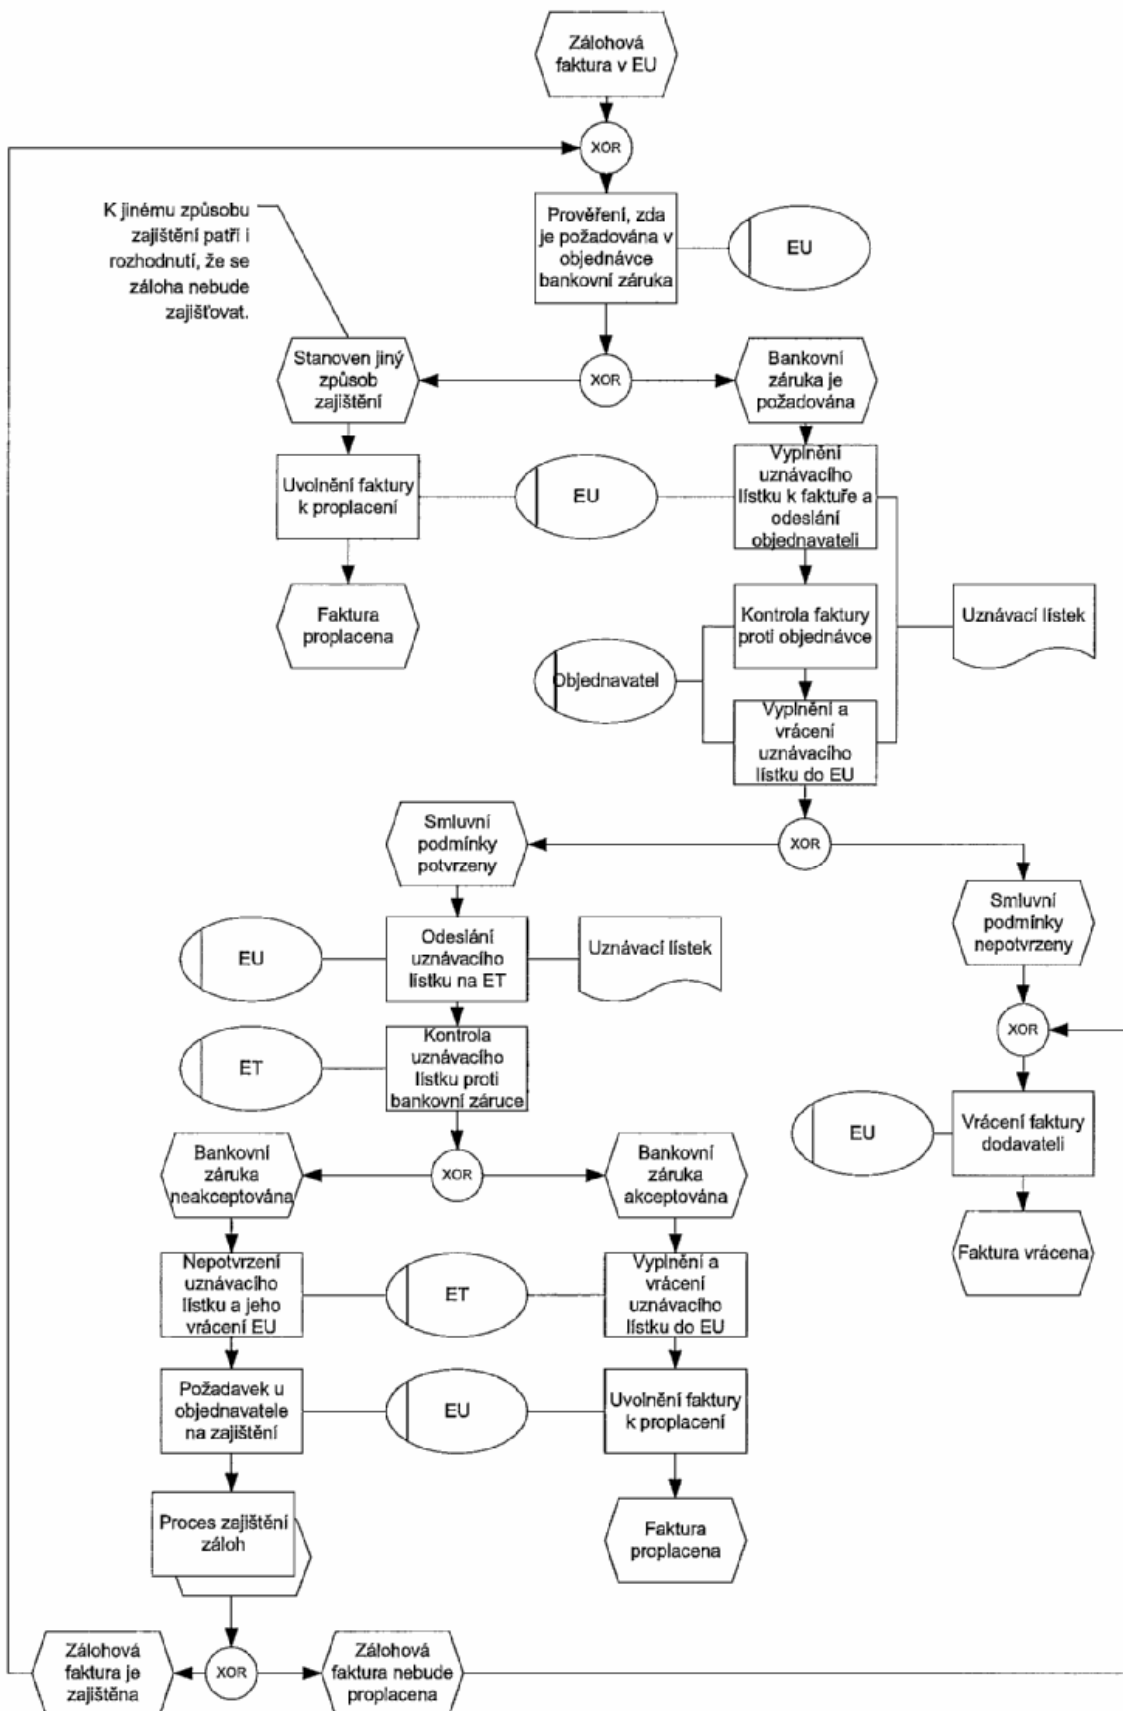 Zálohová
faktura v EU
XOR
K jinému způsobu
zajištění patří i
rozhodnutí, že se
záloha nebude
zajišťovat.
Prověření, zda
je požadována v
objednávce
bankovní záruka
EU
Stanoven jiný
způsob
zajištění
XOR
Bankovní
záruka je
požadována
Uvolnění faktury
k proplacení
EU
Vyplnění
uznávacího
lístku k faktuře a
odeslání
objednavateli
Faktura
proplacena
Kontrola faktury
proti objednávce
Uznávací lístek
Objednavatel
Vyplnění a
vrácení
uznávacího
lístku do EU
Smluvní
podmínky
potvrzeny
XOR
Smluvní
podmínky
nepotvrzeny
EU
Odeslání
uznávacího
lístku na ET
Uznávací lístek
XOR
ET
Kontrola
uznávacího
lístku proti
bankovní záruce
EU
Vrácení faktury
dodavateli
Bankovní
záruka
neakceptována
XOR
Bankovní
záruka
akceptována
Faktura vrácena
Nepotvrzení
uznávacího
lístku a jeho
vrácení EU
ET
Vyplnění a
vrácení
uznávacího
lístku do EU
Požadavek u
objednavatele
na zajištění
EU
Uvolnění faktury
k proplacení
Proces zajištění
záloh
Faktura
proplacena
Zálohová
faktura je
zajištěna
XOR
Zálohová
faktura nebude
proplacena